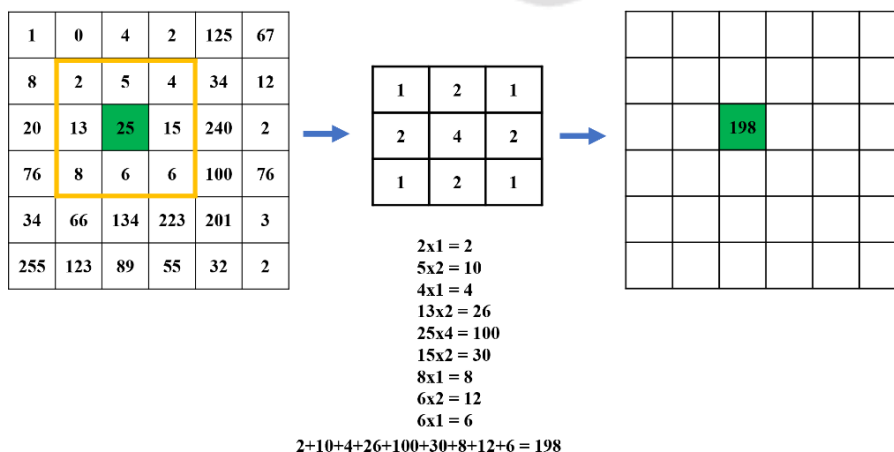 1 0 4 2 125 67
8 2 5 4 34 12
20 13 25 15 240 2
76 8 6 6 100 76
34 66 134 223 201 3
255 123 89 55 32 2
1 2 1
2 4 2
1 2 1
198
2x1 = 2
5x2 = 10
4x1 = 4
13x2 = 26
25x4 = 100
15x2 = 30
8x1 = 8
6x2 = 12
6x1 = 6
2+10+4+26+100+30+8+12+6 = 198